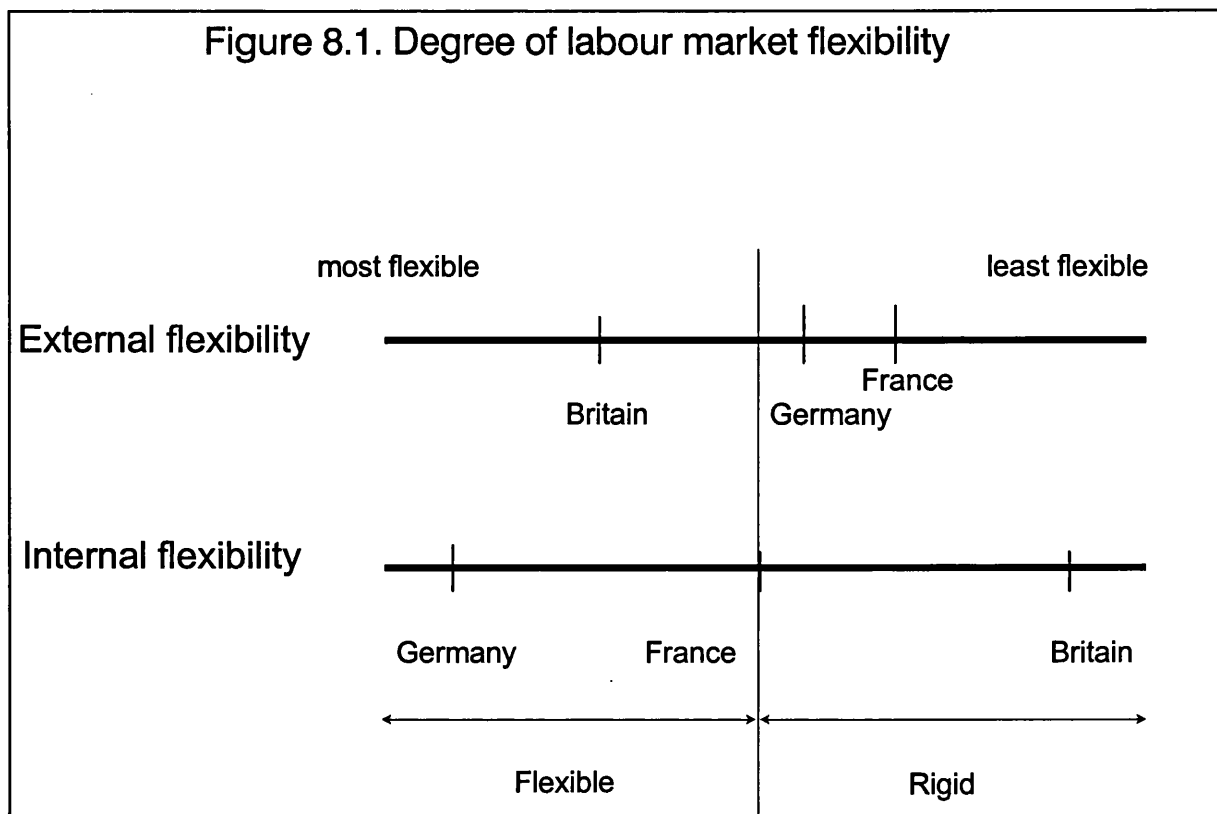 Figure 8.1. Degree of labour market flexibility
most flexible
least flexible
External flexibility
France
Britain
Germany
Internal flexibility
Germany
France
Britain
Flexible
Rigid